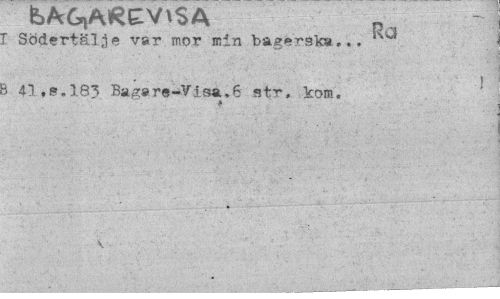 BAGAREVISA
I Södertälje var mor min bagerska... Ra
B 41.s.183 Bagare-Visa.6 str. kom.